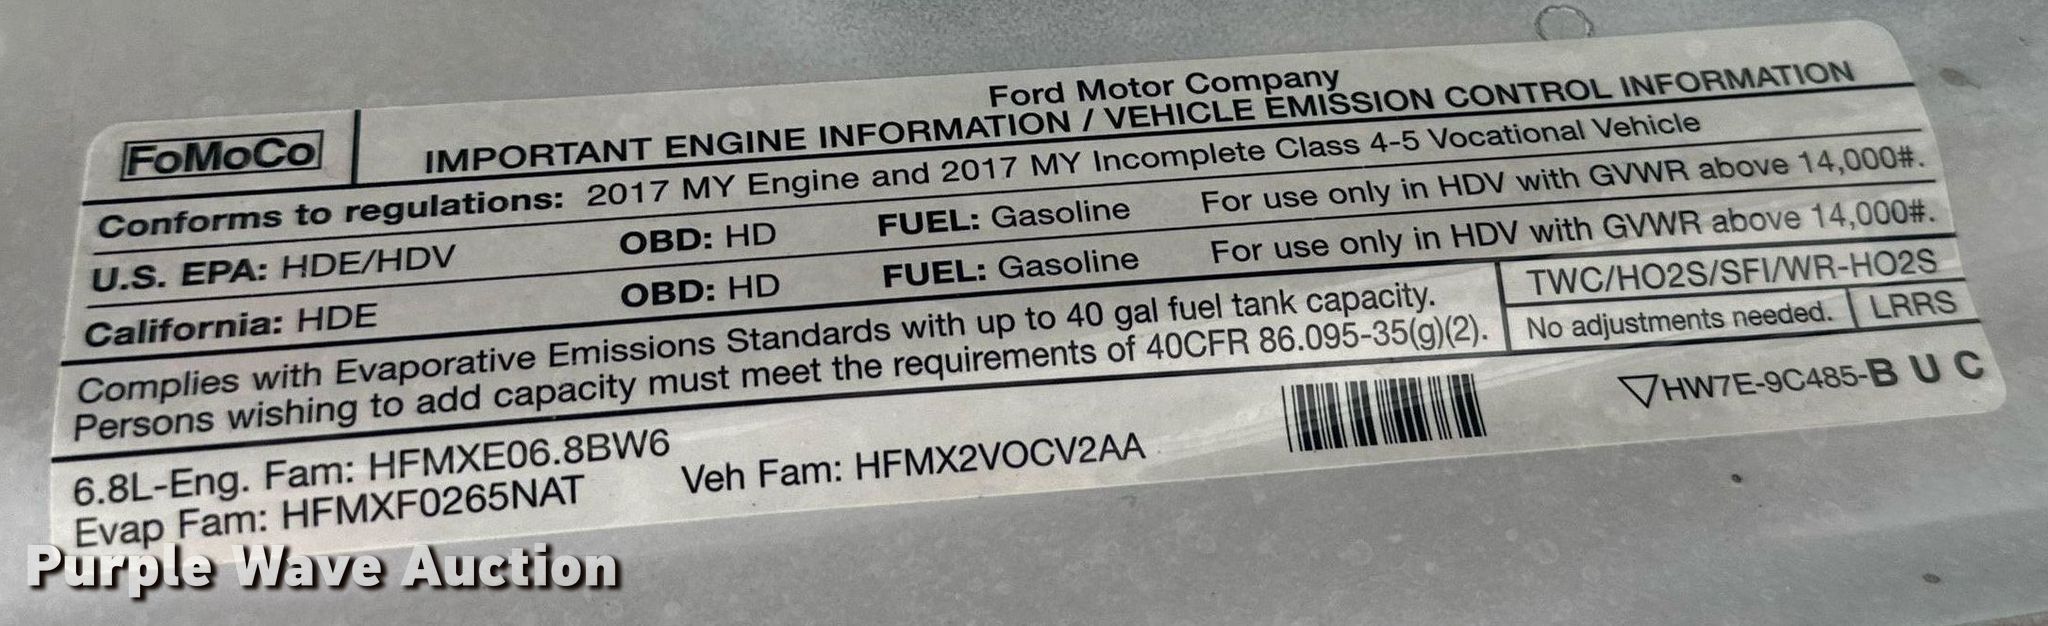 Ford Motor Company
FoMoCo
IMPORTANT ENGINE INFORMATION / VEHICLE EMISSION CONTROL INFORMATION
Conforms to regulations: 2017 MY Engine and 2017 MY Incomplete Class 4-5 Vocational Vehicle
U.S. EPA: HDE/HDV OBD: HD FUEL: Gasoline For use only in HDV with GVWR above 14,000#.
California: HDE OBD: HD FUEL: Gasoline For use only in HDV with GVWR above 14,000#.
Complies with Evaporative Emissions Standards with up to 40 gal fuel tank capacity.
Persons wishing to add capacity must meet the requirements of 40CFR 86.095-35(g)(2).
TWC/HO2S/SFI/WR-HO2S
No adjustments needed. LRRS
6.8L-Eng. Fam: HFMXE06.8BW6
Evap Fam: HFMXF0265NAT
Veh Fam: HFMX2VOCV2AA
HW7E-9C485-B U C
Purple Wave Auction